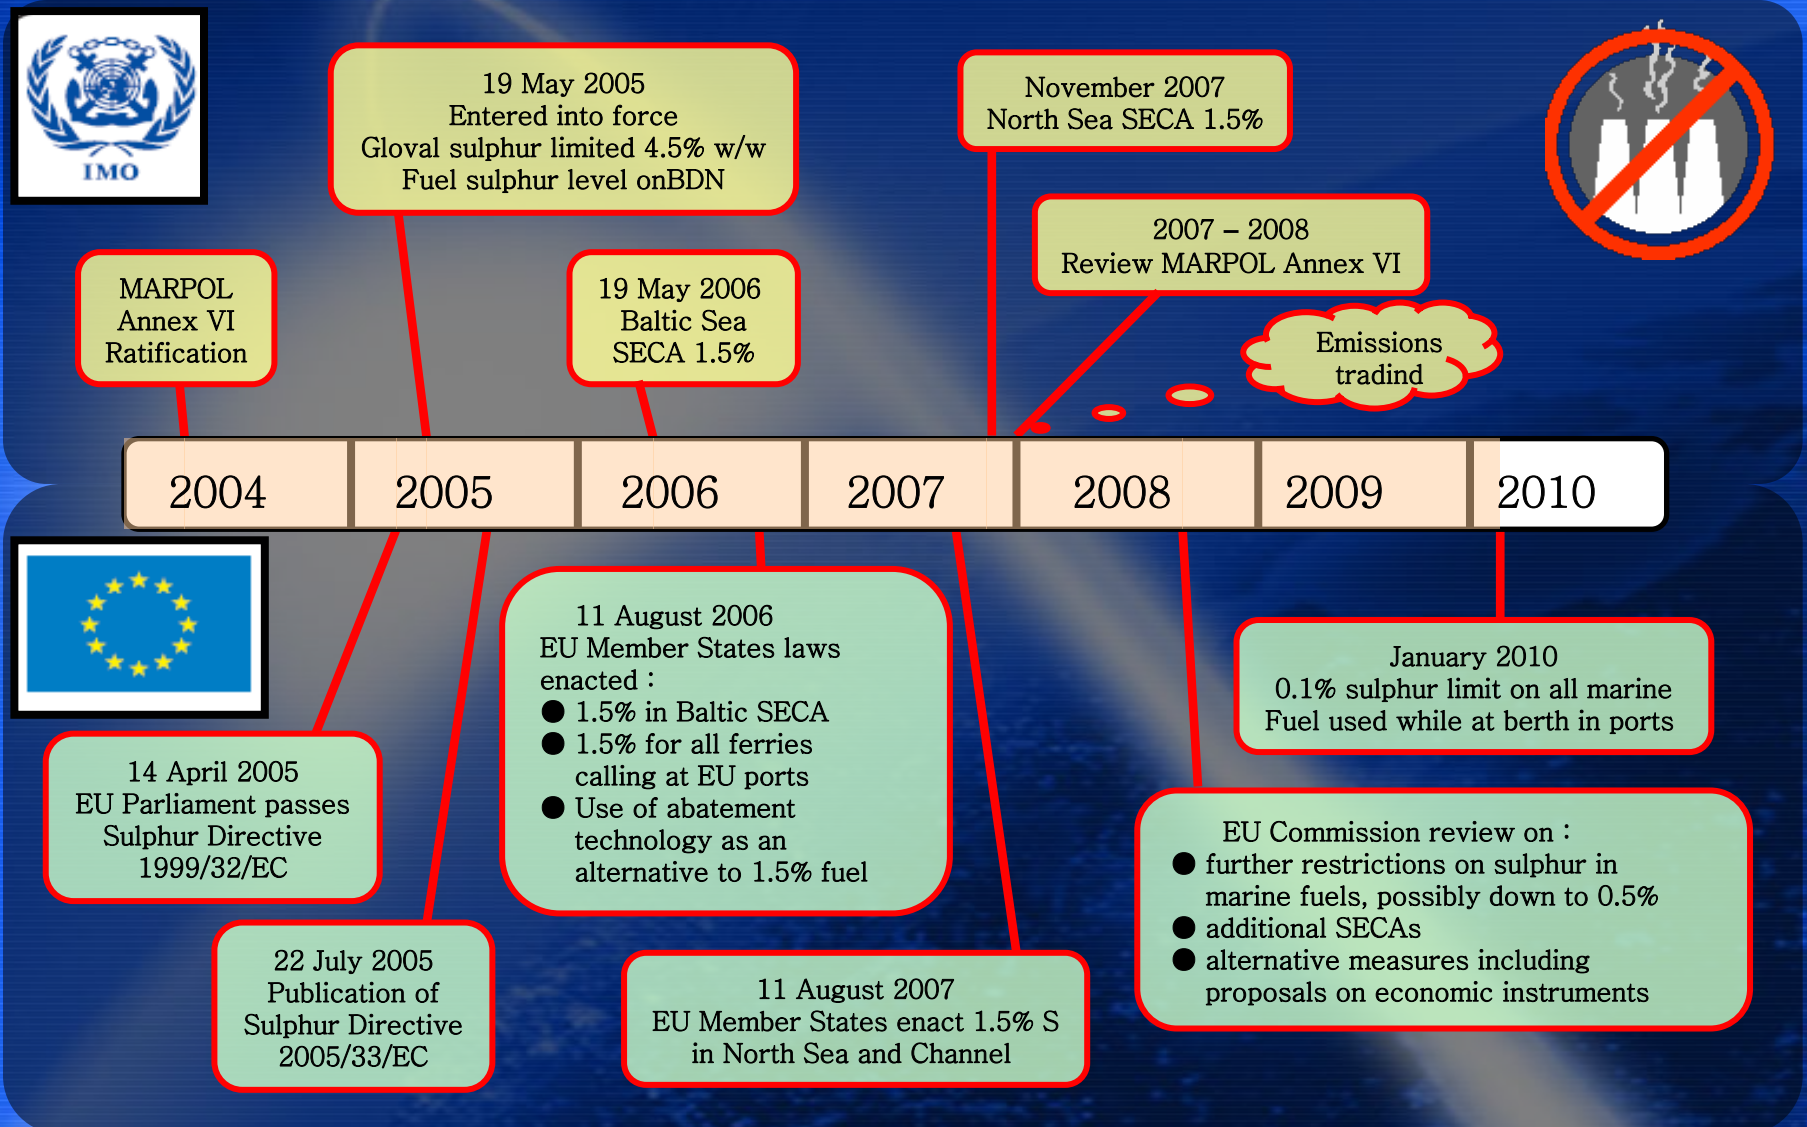 IMO
19 May 2005
Entered into force
Gloval sulphur limited 4.5% w/w
Fuel sulphur level onBDN
November 2007
North Sea SECA 1.5%
2007 – 2008
Review MARPOL Annex VI
MARPOL
Annex VI
Ratification
19 May 2006
Baltic Sea
SECA 1.5%
Emissions
tradind
2004
2005
2006
2007
2008
2009
2010
14 April 2005
EU Parliament passes
Sulphur Directive
1999/32/EC
22 July 2005
Publication of
Sulphur Directive
2005/33/EC
11 August 2006
EU Member States laws
enacted :
● 1.5% in Baltic SECA
● 1.5% for all ferries
calling at EU ports
● Use of abatement
technology as an
alternative to 1.5% fuel
11 August 2007
EU Member States enact 1.5% S
in North Sea and Channel
January 2010
0.1% sulphur limit on all marine
Fuel used while at berth in ports
EU Commission review on :
● further restrictions on sulphur in
marine fuels, possibly down to 0.5%
● additional SECAs
● alternative measures including
proposals on economic instruments